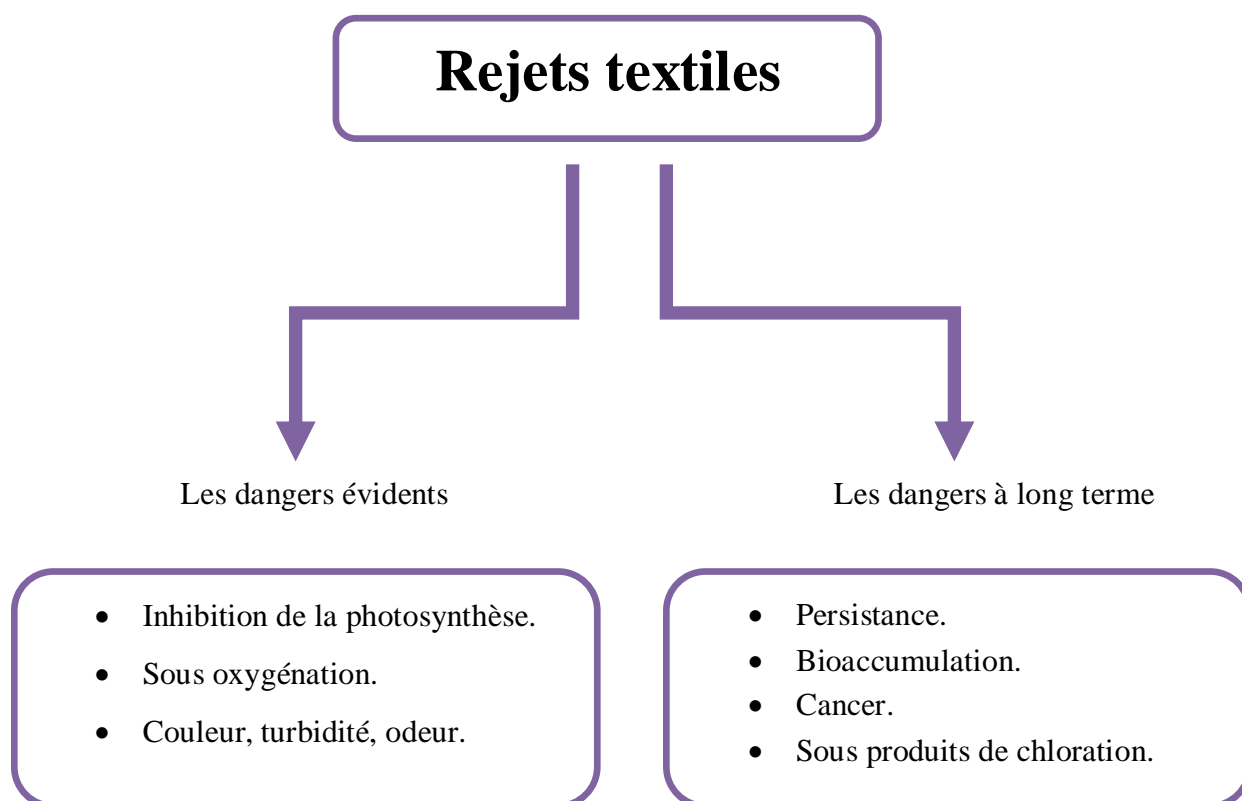 Rejets textiles
Les dangers évidents
Les dangers à long terme
• Inhibition de la photosynthèse.
• Sous oxygénation.
• Couleur, turbidité, odeur.
• Persistance.
• Bioaccumulation.
• Cancer.
• Sous produits de chloration.